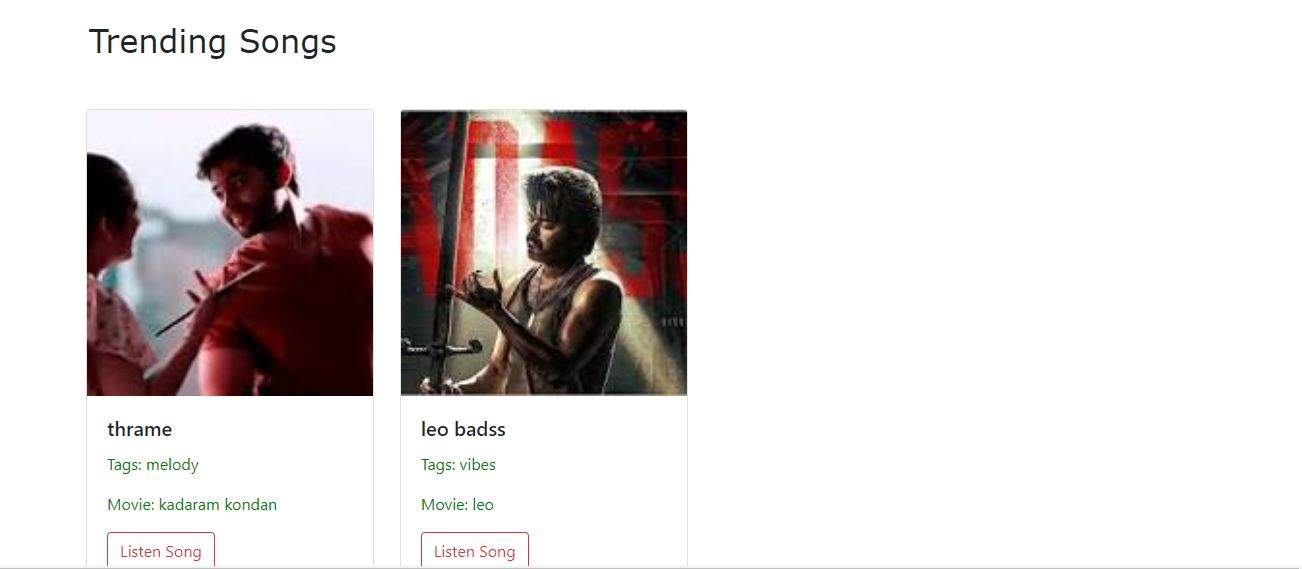 Trending Songs
thrame
Tags: melody
Movie: kadaram kondan
Listen Song
leo badss
Tags: vibes
Movie: leo
Listen Song